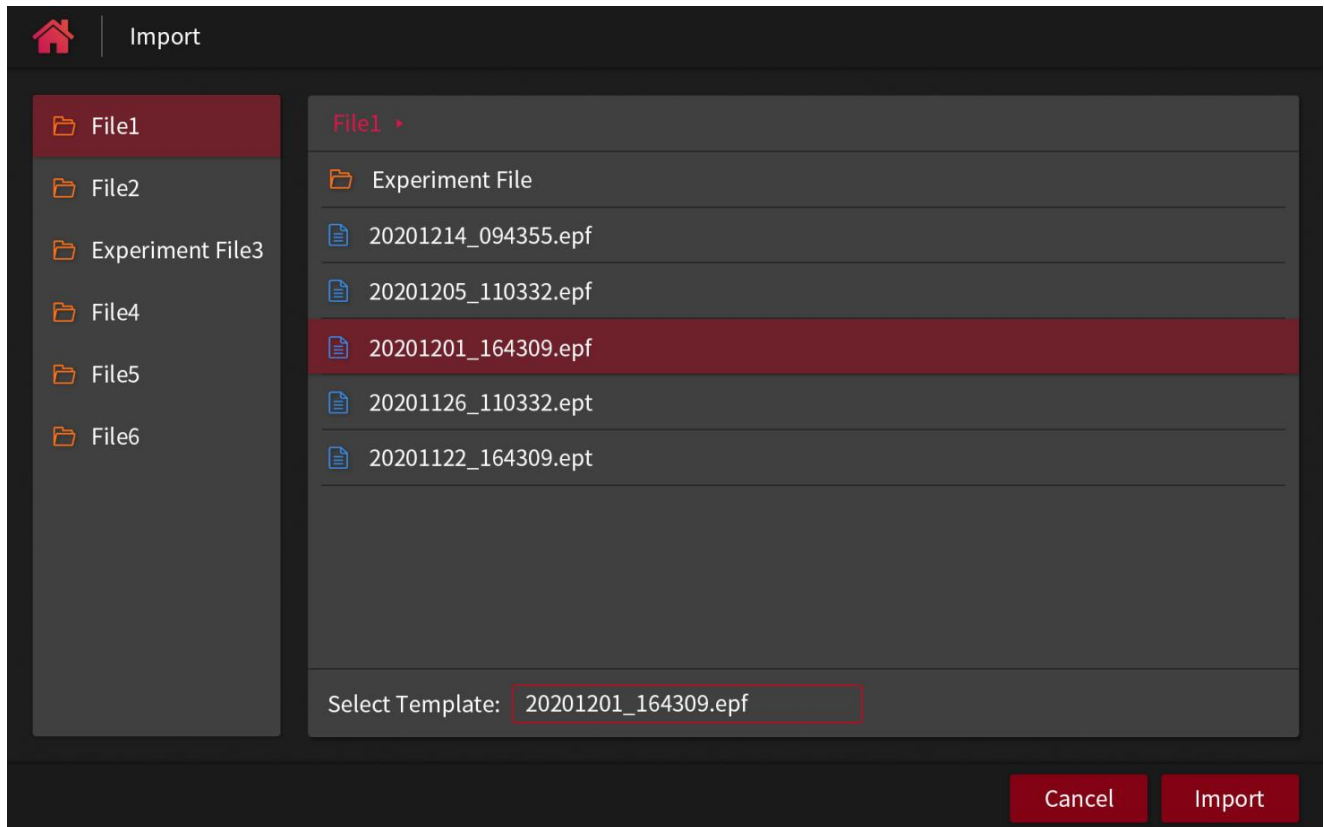 Import
File1
File2
Experiment File3
File4
File5
File6
File1
Experiment File
20201214_094355.epf
20201205_110332.epf
20201201_164309.epf
20201126_110332.ept
20201122_164309.ept
Select Template: 20201201_164309.epf
Cancel Import